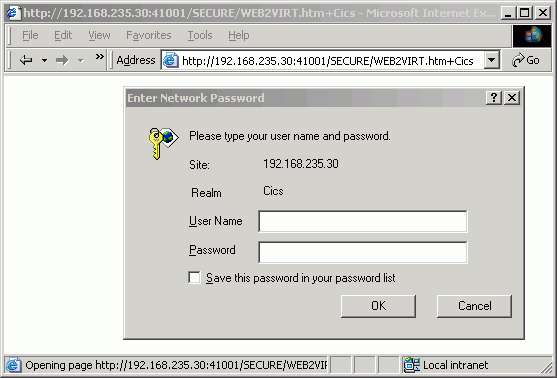 http://192.168.235.30:41001/SECURE/WEB2VIRT.htm+Cics - Microsoft Internet Ex...
File Edit View Favorites Tools Help
Address http://192.168.235.30:41001/SECURE/WEB2VIRT.htm+Cics Go
Enter Network Password
Please type your user name and password.
Site: 192.168.235.30
Realm Cics
User Name
Password
Save this password in your password list
OK Cancel
Opening page http://192.168.235.30:41001/SECURE/WEB2VIR Local intranet